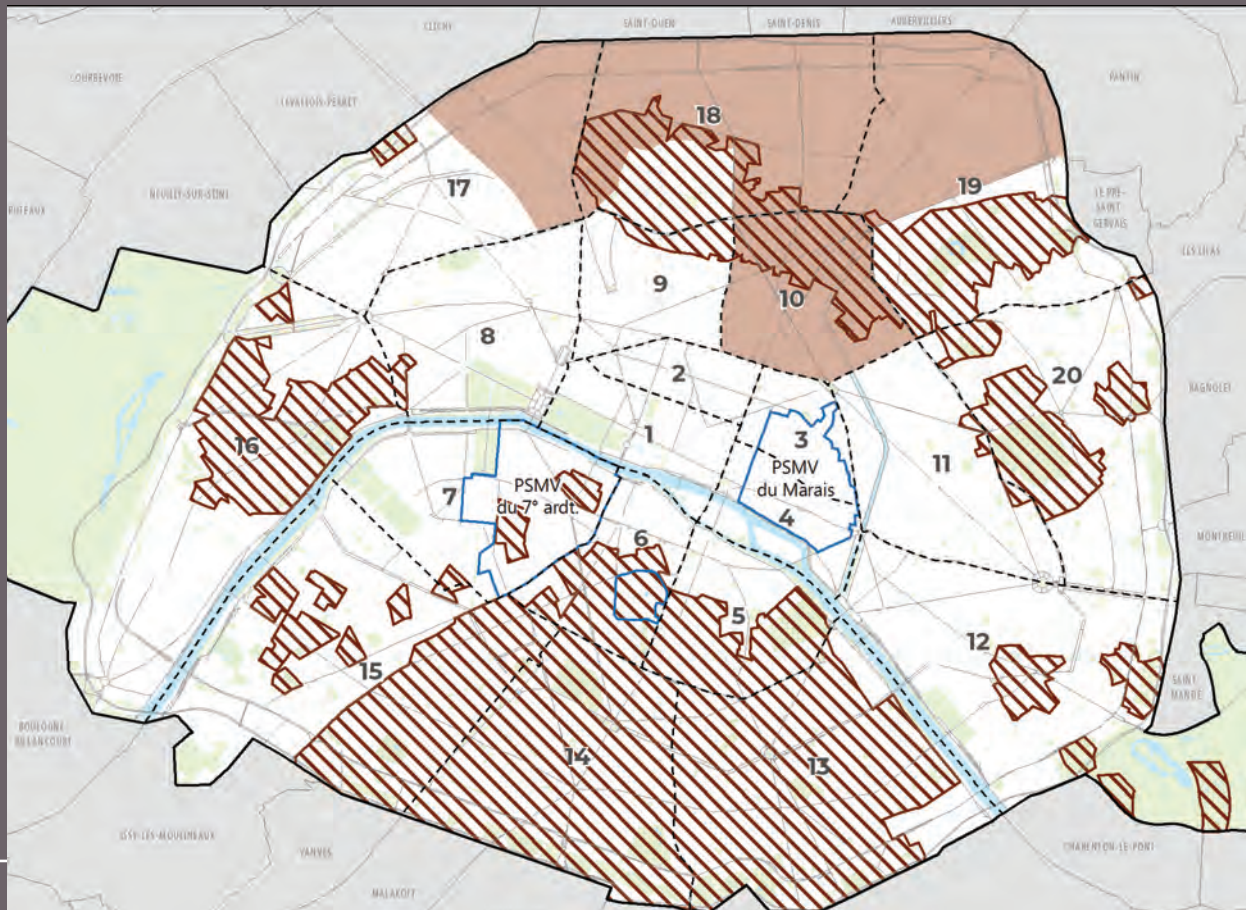 CLICHY
SAINT-OUEN
SAINT-DENIS
AUBERVILLIERS
COURBEVOIE
LEVALLOIS-PERRET
PANTIN
18
17
19
NEUILLY-SUR-SEINE
LE PRE-
SAINT
GERVAIS
LES LILAS
9
10
8
2
20
BAGNOLET
1
3
16
11
PSMV
du Marais
7
PSMV
du 7° ardt.
4
MONTREUIL
6
5
12
15
SAINT
MANDE
BOULOGNE
BILLANCOURT
14
13
ISSY-LES-MOULINEAUX
VANVES
CHARENTON-LE-PONT
MALAKOFF